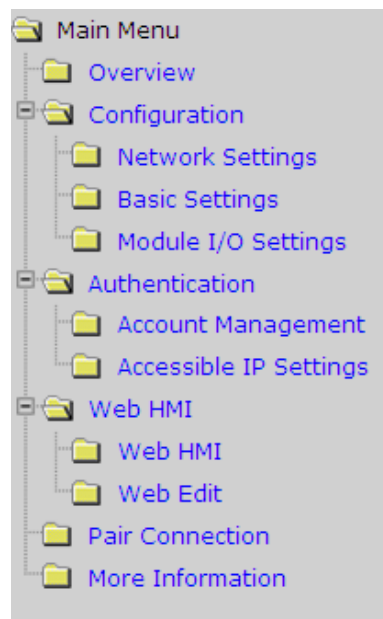 Main Menu
Overview
Configuration
Network Settings
Basic Settings
Module I/O Settings
Authentication
Account Management
Accessible IP Settings
Web HMI
Web HMI
Web Edit
Pair Connection
More Information